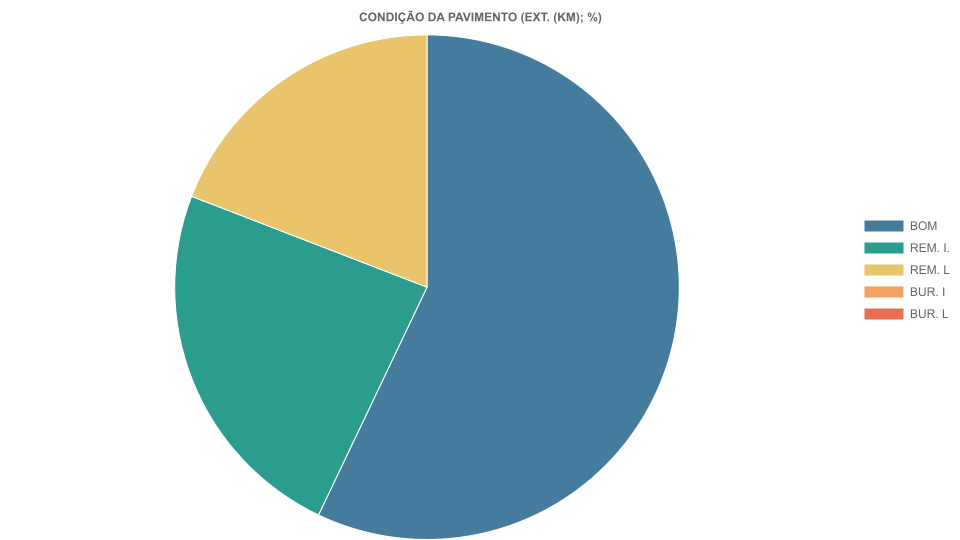 CONDIÇÃO DA PAVIMENTO (EXT. (KM); %)
BOM
REM. I.
REM. L
BUR. I
BUR. L